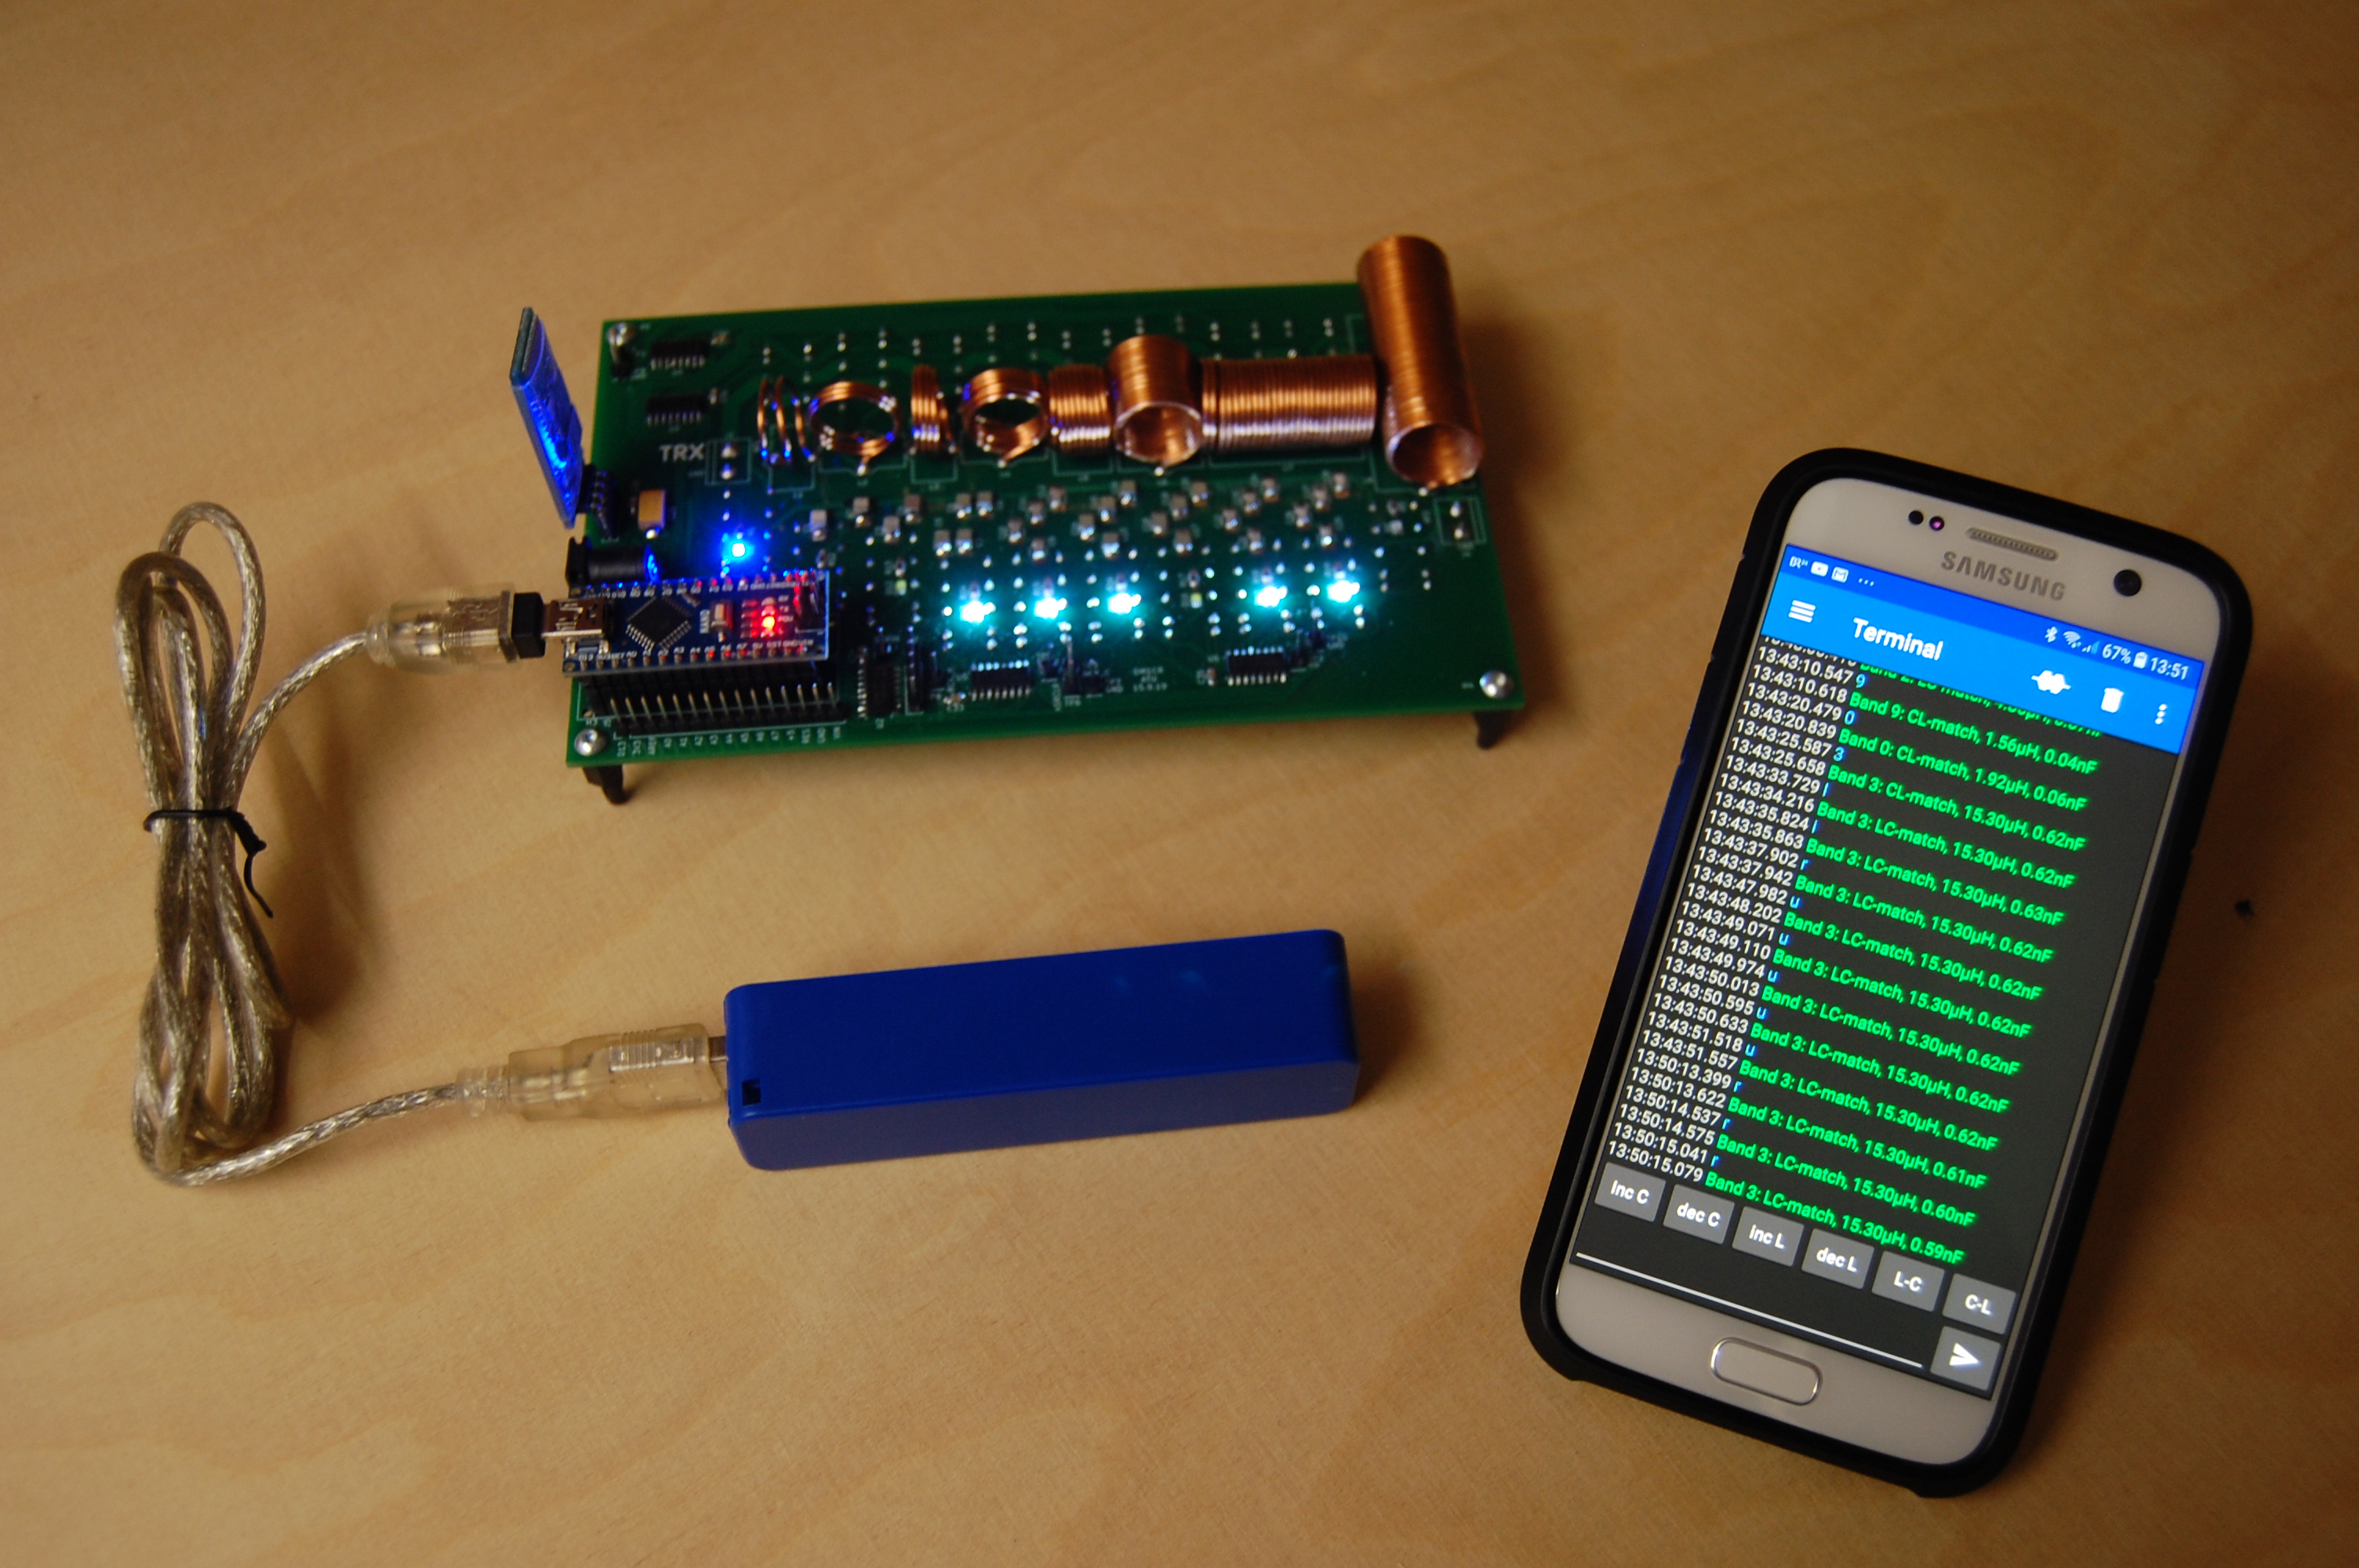 TRX
NANO
SAMSUNG
67% 13:51
Terminal
13:43:10.547 9
13:43:10.618 Band 9: CL-match, 1.56µH, 0.04nF
13:43:20.479 0
13:43:20.839 Band 0: CL-match, 1.92µH, 0.06nF
13:43:25.587 3
13:43:25.658 Band 3: CL-match, 15.30µH, 0.62nF
13:43:33.729
13:43:34.216 Band 3: LC-match, 15.30µH, 0.62nF
13:43:35.824
13:43:35.863 Band 3: LC-match, 15.30µH, 0.63nF
13:43:37.902 r
13:43:37.942 Band 3: LC-match, 15.30µH, 0.62nF
13:43:47.982 u
13:43:48.202 Band 3: LC-match, 15.30µH, 0.62nF
13:43:49.071 u
13:43:49.110 Band 3: LC-match, 15.30µH, 0.62nF
13:43:49.974 u
13:43:50.013 Band 3: LC-match, 15.30µH, 0.62nF
13:43:50.595 u
13:43:50.633 Band 3: LC-match, 15.30µH, 0.62nF
13:43:51.518 u
13:43:51.557 Band 3: LC-match, 15.30µH, 0.62nF
13:50:13.399 r
13:50:13.622 Band 3: LC-match, 15.30µH, 0.61nF
13:50:14.537 r
13:50:14.575 Band 3: LC-match, 15.30µH, 0.60nF
13:50:15.041 r
13:50:15.079 Band 3: LC-match, 15.30µH, 0.59nF
Inc C dec C Inc L dec L L-C C-L